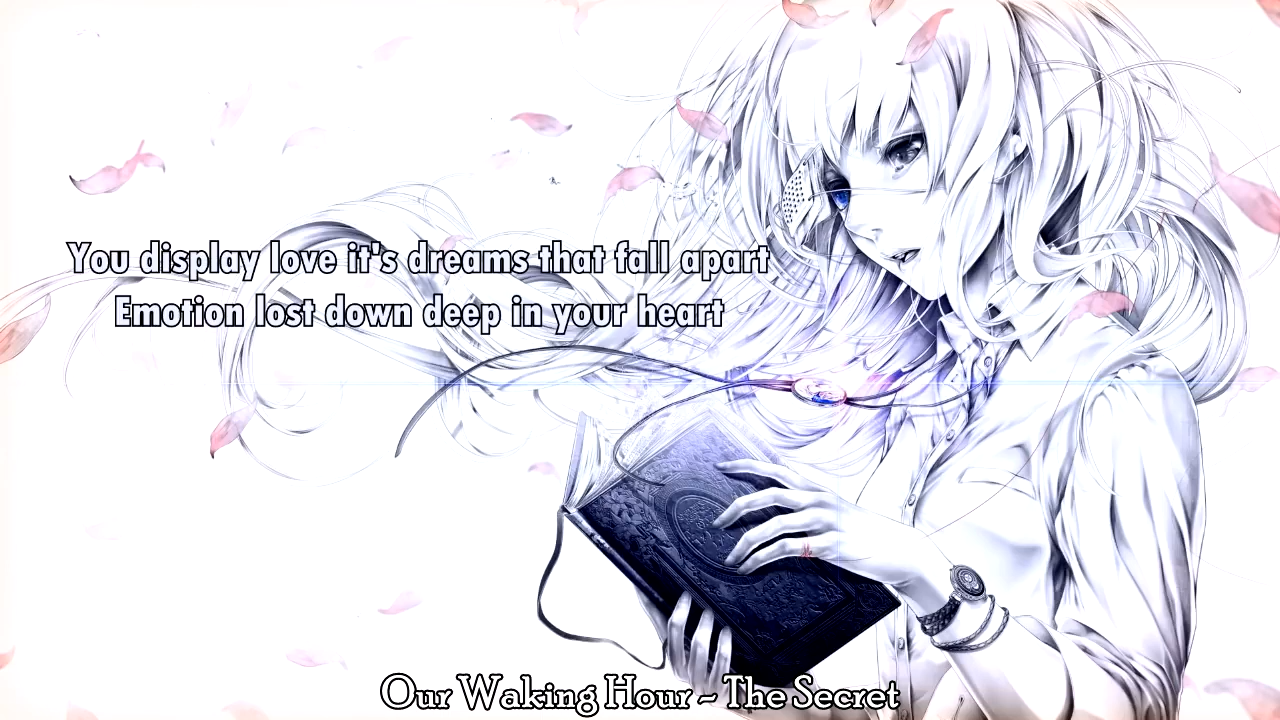 You display love it's dreams that fall apart
Emotion lost down deep in your heart
Our Waking Hour ~ The Secret